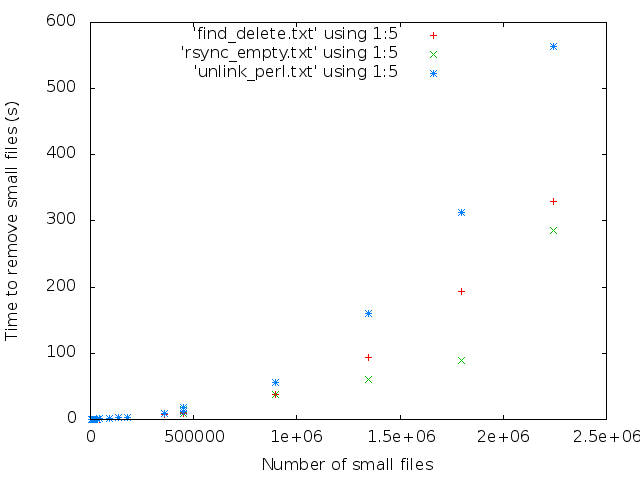 600
500
400
300
200
100
0
Time to remove small files (s)
'find_delete.txt' using 1:5
'rsync_empty.txt' using 1:5
'unlink_perl.txt' using 1:5
0 500000 1e+06 1.5e+06 2e+06 2.5e+06
Number of small files